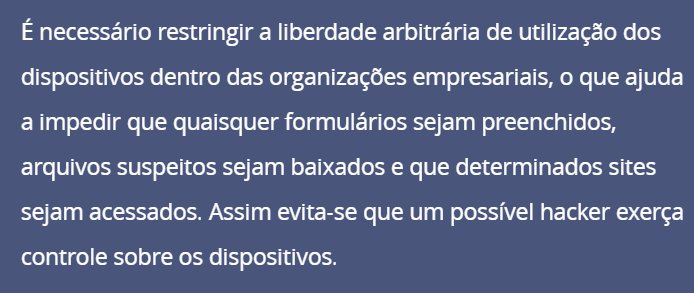 É necessário restringir a liberdade arbitrária de utilização dos
dispositivos dentro das organizações empresariais, o que ajuda
a impedir que quaisquer formulários sejam preenchidos,
arquivos suspeitos sejam baixados e que determinados sites
sejam acessados. Assim evita-se que um possível hacker exerça
controle sobre os dispositivos.